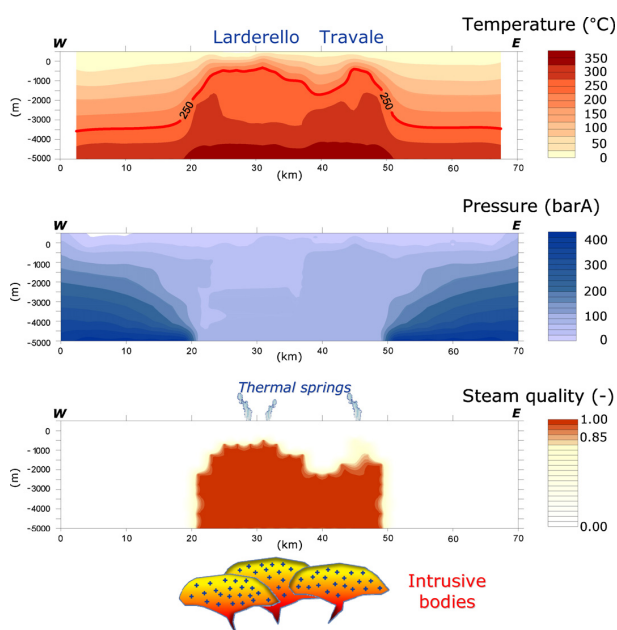 Temperature (°C)
W Larderello Travale E
0
-1000
-2000
-3000
-4000
-5000
(m)
250
250
0 10 20 30 40 50 60 70
(km)
350
300
250
200
150
100
50
0
Pressure (barA)
W E
0
- 1000
-2000
-3000
-4000
-5000
(m)
0 10 20 30 40 50 60 70
(km)
400
300
200
100
0
Thermal springs
Steam quality (-)
W E
0
-1000
-2000
-3000
-4000
-5000
(m)
0 10 20 30 40 50 60 70
(km)
1.00
0.85
0.00
Intrusive
bodies